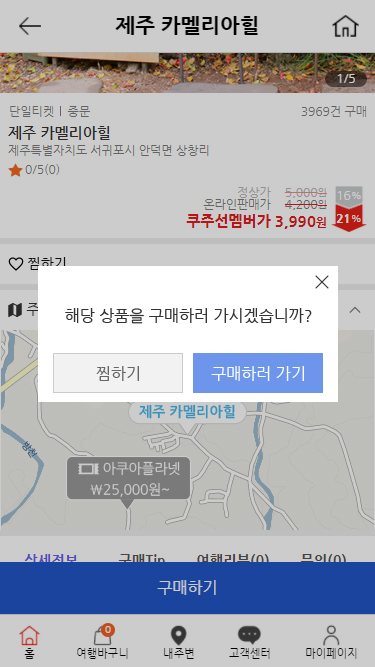 제주 카멜리아힐
1/5
단일티켓 | 중문
3969건 구매
제주 카멜리아힐
제주특별자치도 서귀포시 안덕면 상창리
0/5(0)
정상가 5,000원 16%
온라인판매가 4,200원
쿠주선멤버가 3,990원 21%
찜하기
주
해당 상품을 구매하러 가시겠습니까?
찜하기
구매하러 가기
제주 카멜리아힐
아쿠아플라넷
₩25,000원~
상세정보
구매Tip
여행리뷰(0)
문의(0)
구매하기
0
홈
여행바구니
내주변
고객센터
마이페이지